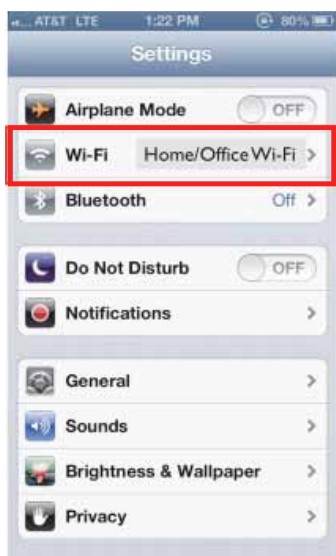 AT&T LTE 1:22 PM 80%
Settings
Airplane Mode OFF
Wi-Fi Home/Office Wi-Fi >
Bluetooth Off >
Do Not Disturb OFF
Notifications >
General >
Sounds >
Brightness & Wallpaper >
Privacy >